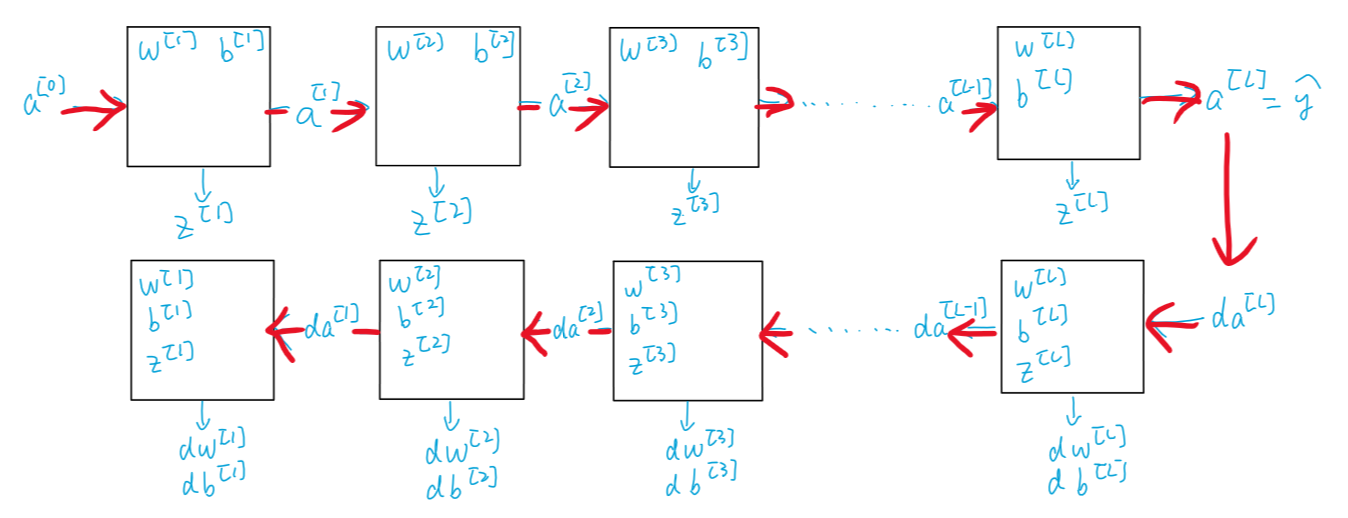 w^[1] b^[1]
w^[2] b^[2]
w^[3] b^[3]
w^[L]
b^[L]
a^[0]
a^[1]
a^[2]
........
a^[L-1]
a^[L] = ŷ
z^[1]
z^[2]
z^[3]
z^[L]
w^[1]
b^[1]
z^[1]
da^[1]
w^[2]
b^[2]
z^[2]
da^[2]
w^[3]
b^[3]
z^[3]
........
da^[L-1]
w^[L]
b^[L]
z^[L]
da^[L]
dw^[1]
db^[1]
dw^[2]
db^[2]
dw^[3]
db^[3]
dw^[L]
db^[L]